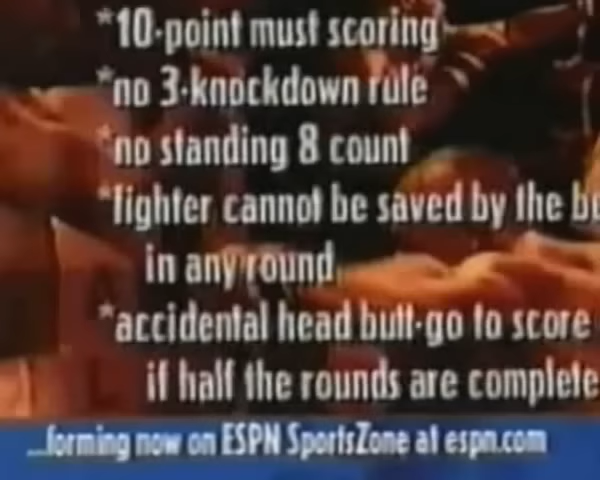 *10-point must scoring
*no 3-knockdown rule
*no standing 8 count
*fighter cannot be saved by the
in any round
*accidental head butt-go to score
if half the rounds are complete
...forming now on ESPN SportsZone at espn.com